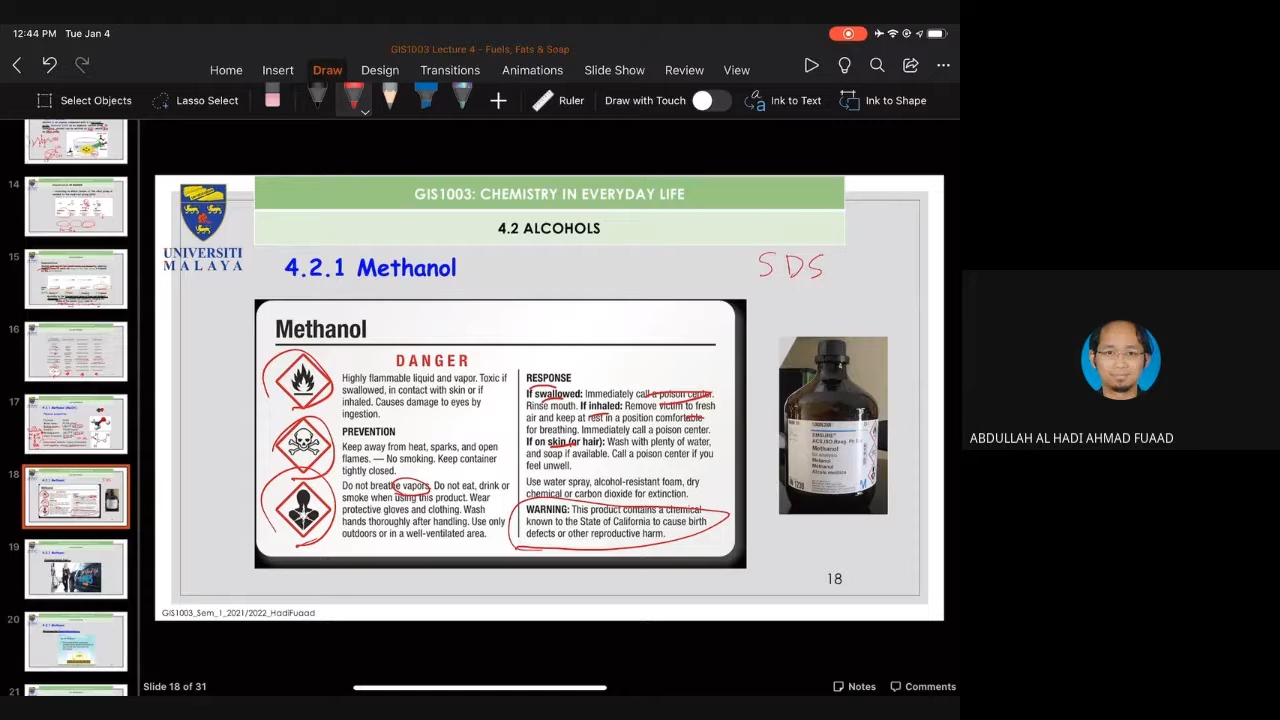 12:44 PM Tue Jan 4
GIS1003 Lecture 4 - Fuels, Fats & Soap
Home Insert Draw Design Transitions Animations Slide Show Review View
Select Objects Lasso Select Ruler Draw with Touch Ink to Text Ink to Shape
14
15
16
17
18
19
20
21
GIS1003: CHEMISTRY IN EVERYDAY LIFE
4.2 ALCOHOLS
UNIVERSITI
MALAYA
4.2.1 Methanol
SDS
Methanol
DANGER
Highly flammable liquid and vapor. Toxic if
swallowed, in contact with skin or if
inhaled. Causes damage to eyes by
ingestion.
PREVENTION
Keep away from heat, sparks, and open
flames. — No smoking. Keep container
tightly closed.
Do not breathe vapors. Do not eat, drink or
smoke when using this product. Wear
protective gloves and clothing. Wash
hands thoroughly after handling. Use only
outdoors or in a well-ventilated area.
RESPONSE
If swallowed: Immediately call a poison center.
Rinse mouth. If inhaled: Remove victim to fresh
air and keep at rest in a position comfortable
for breathing. Immediately call a poison center.
If on skin (or hair): Wash with plenty of water,
and soap if available. Call a poison center if you
feel unwell.
Use water spray, alcohol-resistant foam, dry
chemical or carbon dioxide for extinction.
WARNING: This product contains a chemical
known to the State of California to cause birth
defects or other reproductive harm.
Methanol
18
GIS1003_Sem_1_2021/2022_HadiFuaad
Slide 18 of 31
Notes Comments
ABDULLAH AL HADI AHMAD FUAAD